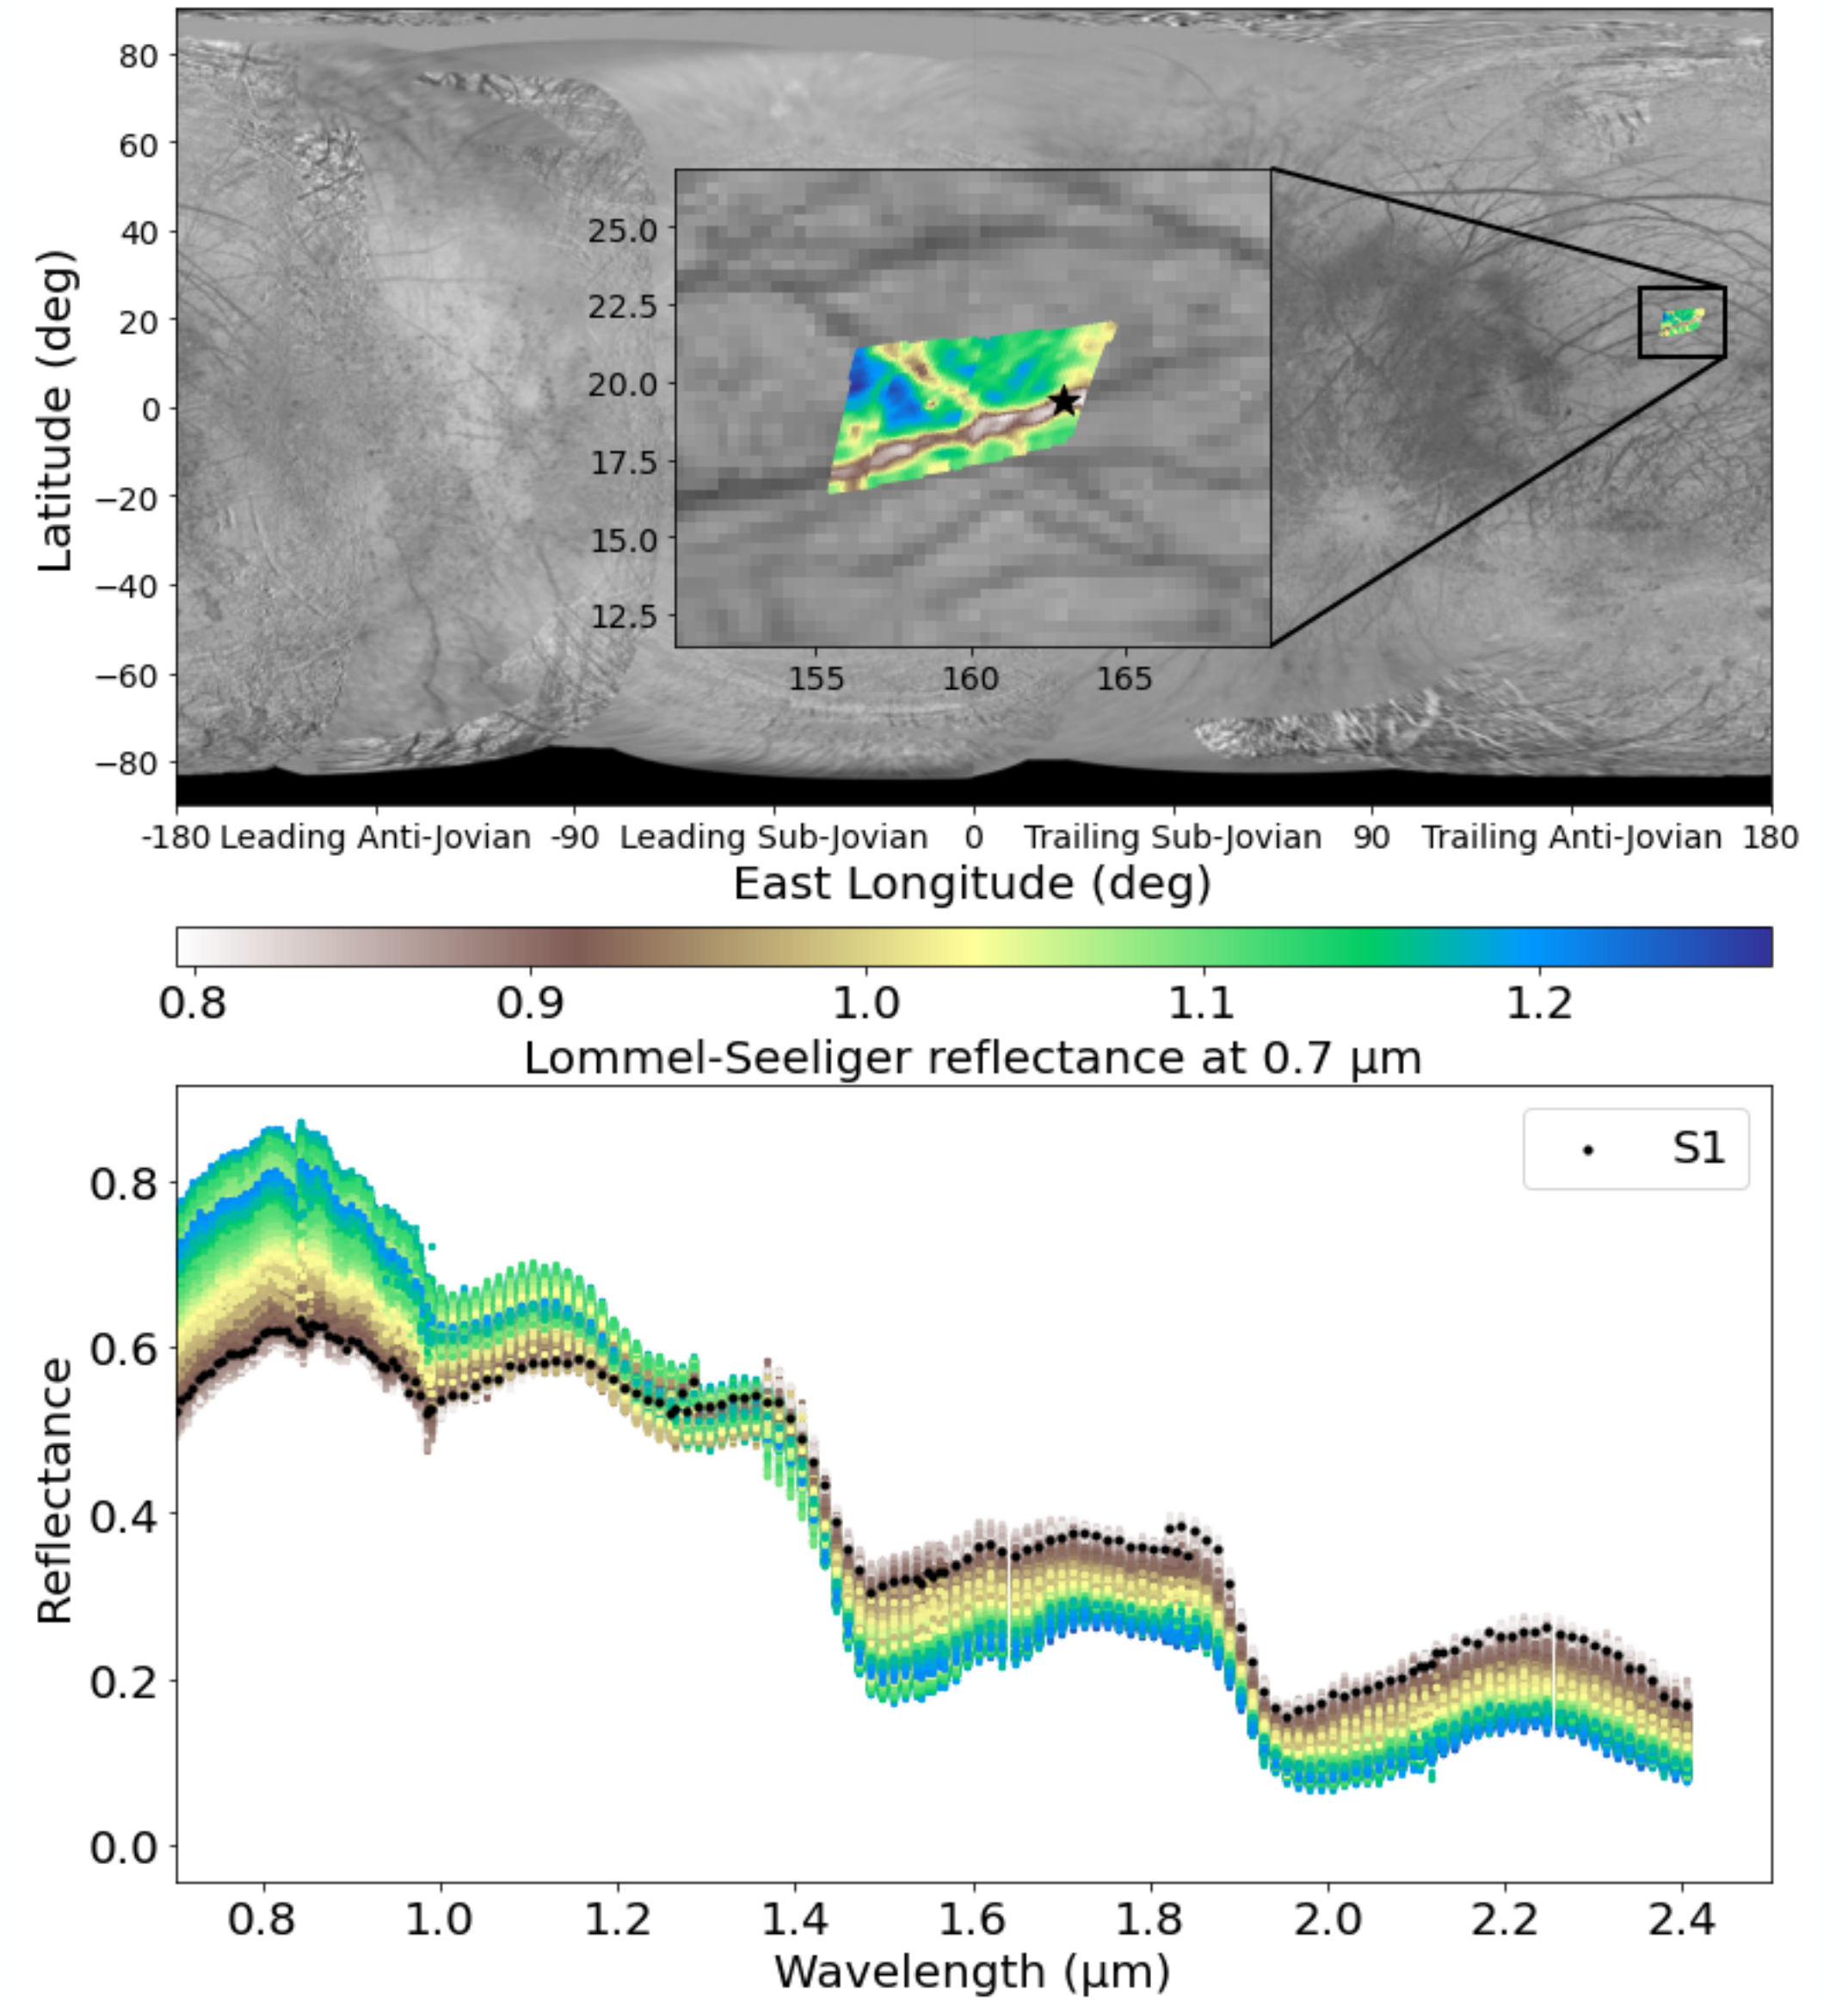 80
60
40
20
0
−20
−40
−60
−80
Latitude (deg)
25.0
22.5
20.0
17.5
15.0
12.5
155 160 165
-180 Leading Anti-Jovian -90 Leading Sub-Jovian 0 Trailing Sub-Jovian 90 Trailing Anti-Jovian 180
East Longitude (deg)
0.8 0.9 1.0 1.1 1.2
Lommel-Seeliger reflectance at 0.7 μm
S1
0.8
0.6
0.4
0.2
0.0
Reflectance
0.8 1.0 1.2 1.4 1.6 1.8 2.0 2.2 2.4
Wavelength (μm)